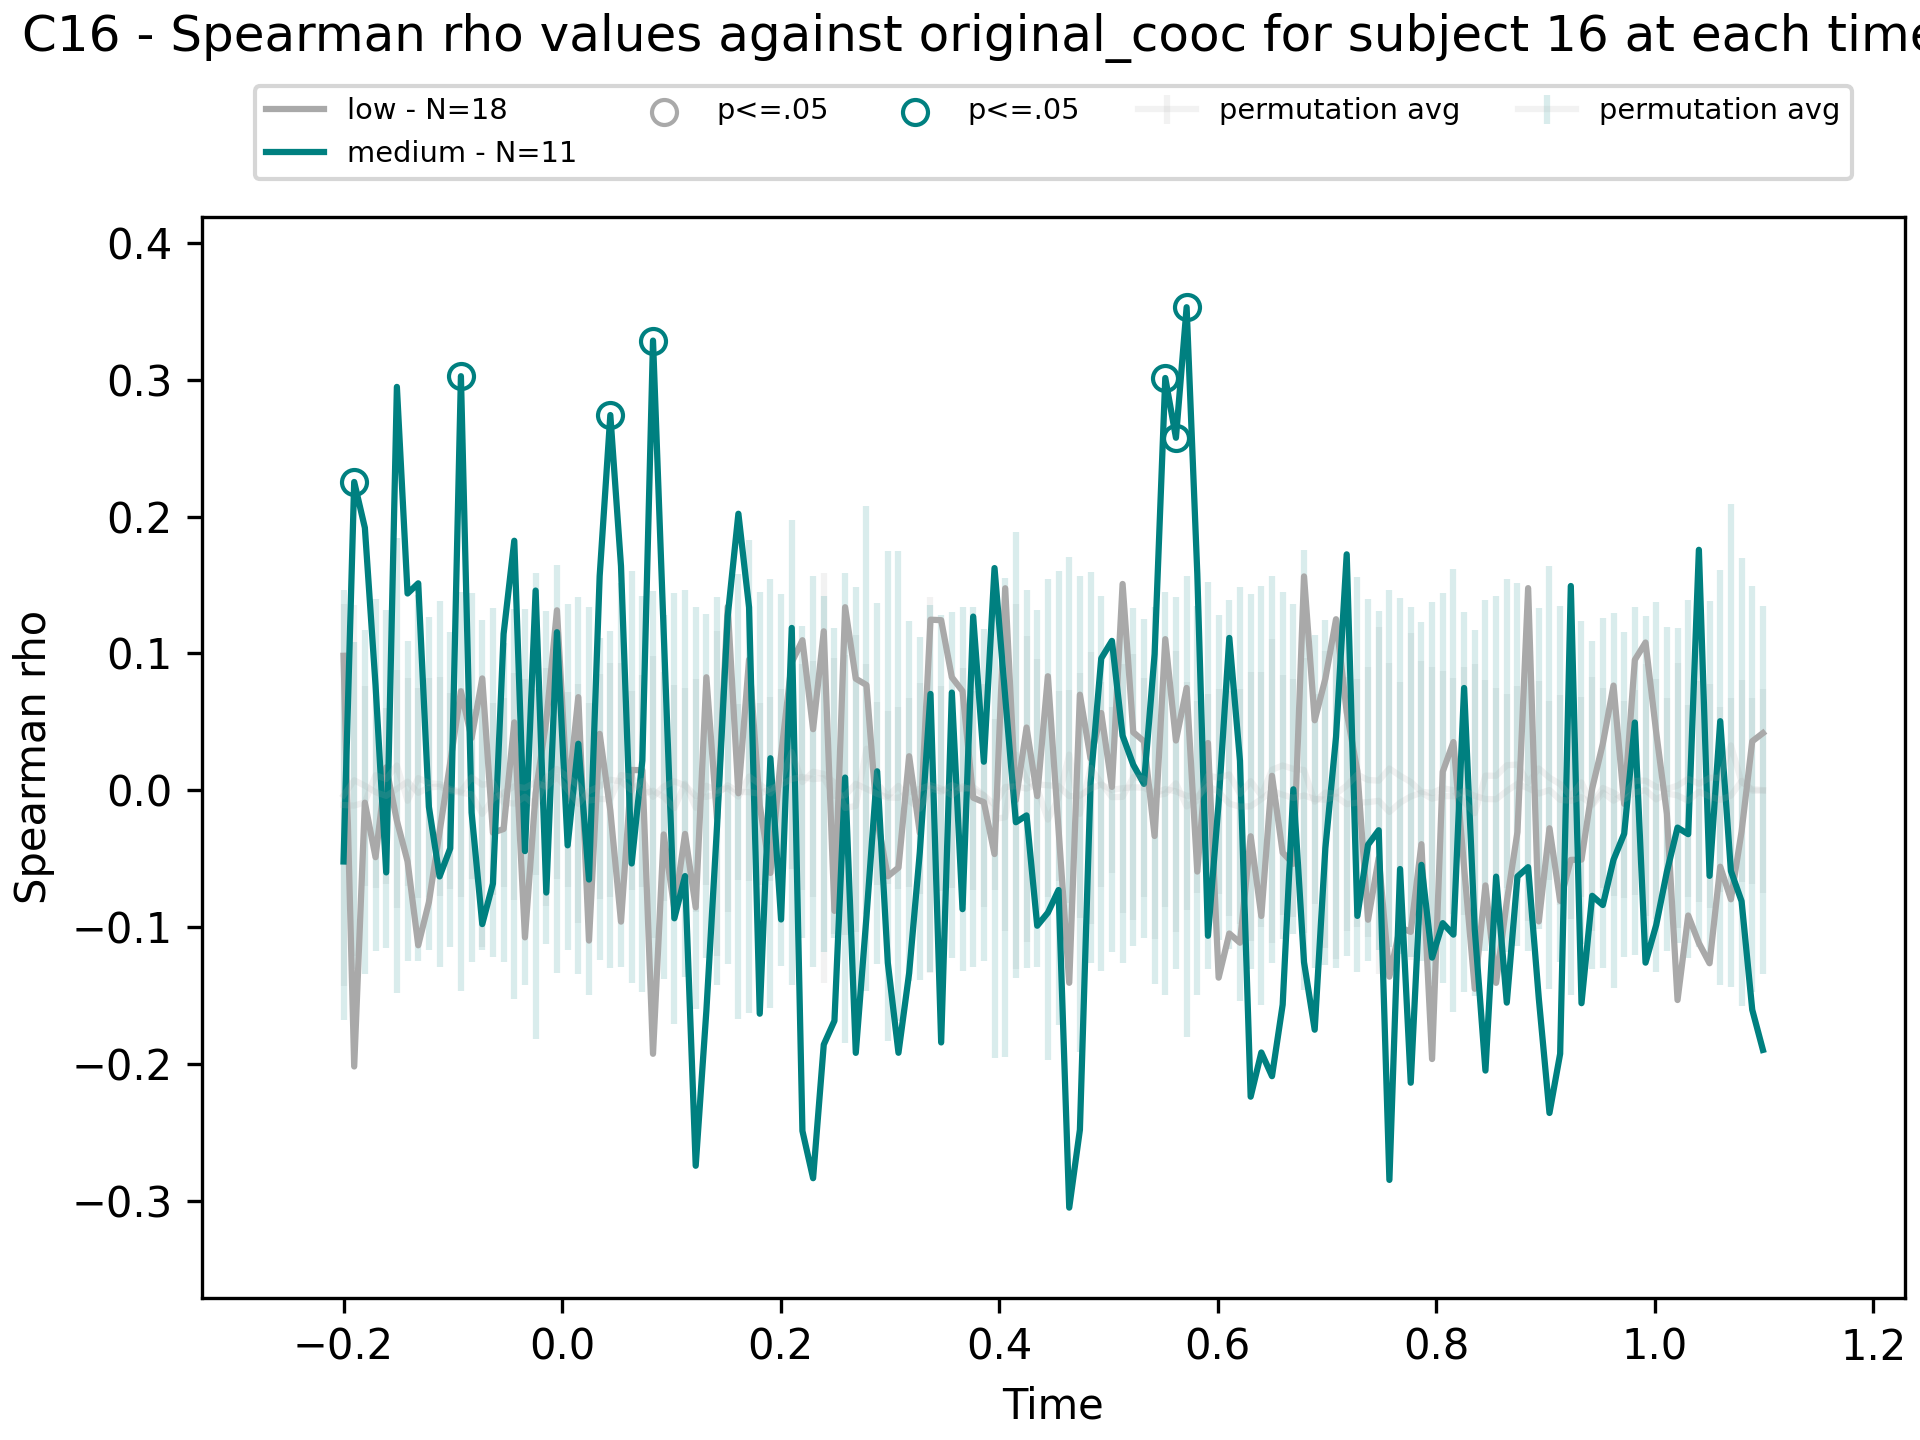 C16 - Spearman rho values against original_cooc for subject 16 at each time
low - N=18
medium - N=11
p<=.05
p<=.05
permutation avg
permutation avg
Spearman rho
0.4
0.3
0.2
0.1
0.0
−0.1
−0.2
−0.3
−0.2 0.0 0.2 0.4 0.6 0.8 1.0 1.2
Time